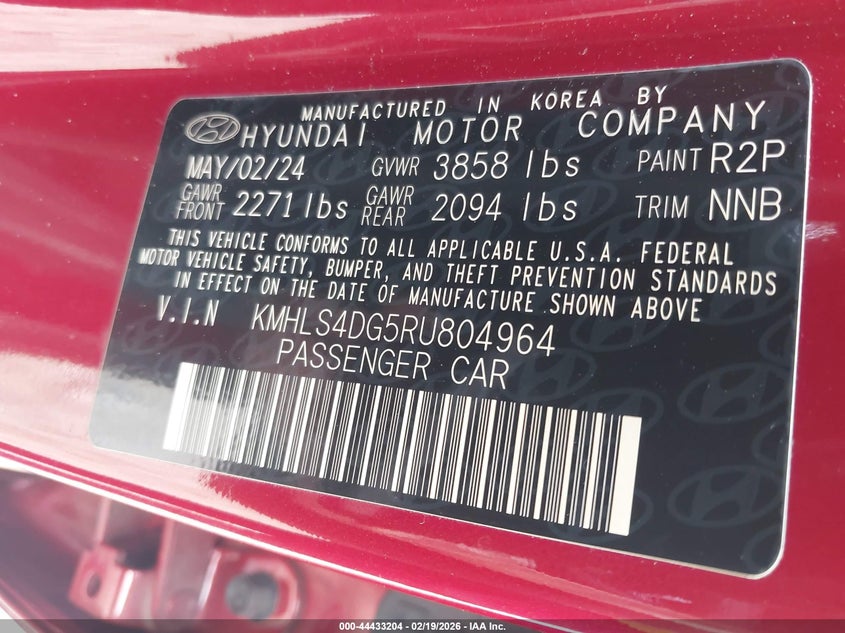 MANUFACTURED IN KOREA BY
HYUNDAI MOTOR COMPANY
MAY/02/24 GVWR 3858 lbs PAINT R2P
GAWR FRONT 2271 lbs GAWR REAR 2094 lbs TRIM NNB
THIS VEHICLE CONFORMS TO ALL APPLICABLE U.S.A. FEDERAL
MOTOR VEHICLE SAFETY, BUMPER, AND THEFT PREVENTION STANDARDS
IN EFFECT ON THE DATE OF MANUFACTURE SHOWN ABOVE
V.I.N KMHLS4DG5RU804964
PASSENGER CAR
000-44433204 - 02/19/2026 - IAA Inc.